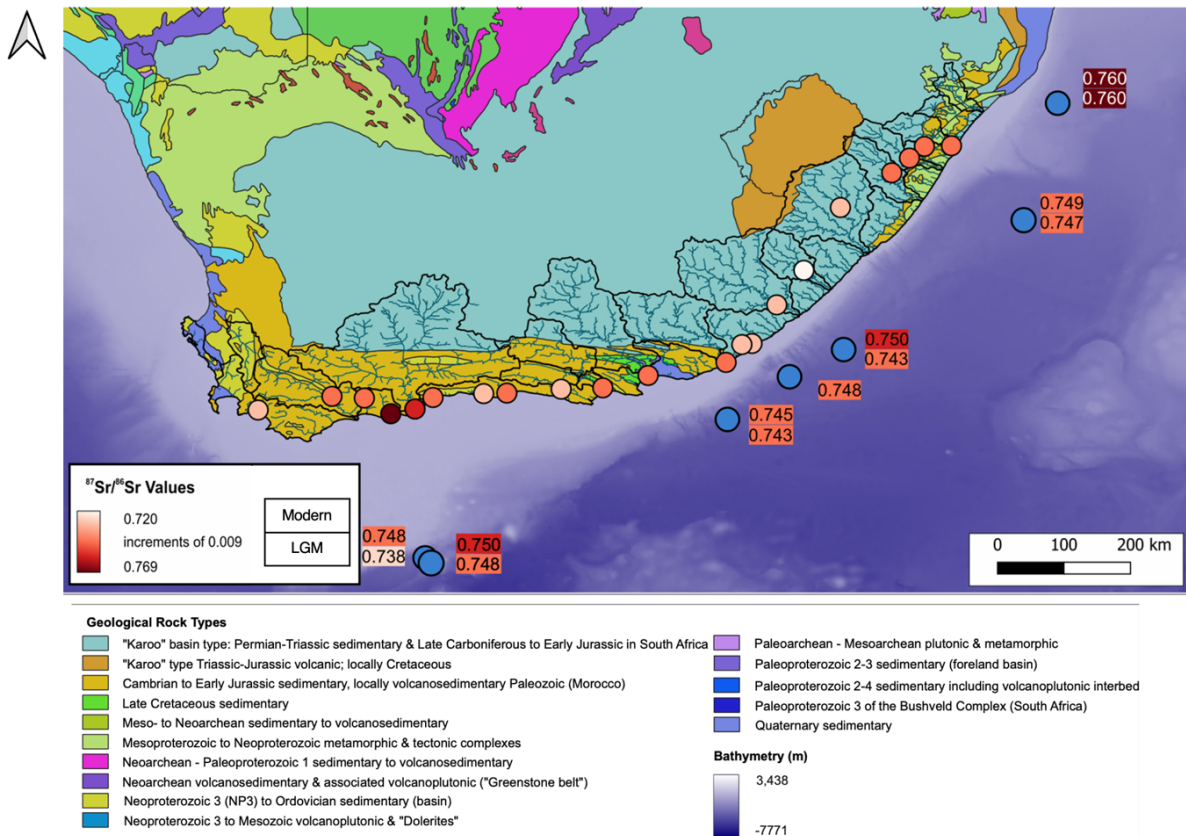 0.760
0.760
0.749
0.747
0.750
0.743
0.748
0.745
0.743
0.748
0.738
0.750
0.748
⁸⁷Sr/⁸⁶Sr Values
0.720
increments of 0.009
0.769
Modern
LGM
0 100 200 km
Geological Rock Types
"Karoo" basin type: Permian-Triassic sedimentary & Late Carboniferous to Early Jurassic in South Africa
"Karoo" type Triassic-Jurassic volcanic; locally Cretaceous
Cambrian to Early Jurassic sedimentary, locally volcanosedimentary Paleozoic (Morocco)
Late Cretaceous sedimentary
Meso- to Neoarchean sedimentary to volcanosedimentary
Mesoproterozoic to Neoproterozoic metamorphic & tectonic complexes
Neoarchean - Paleoproterozoic 1 sedimentary to volcanosedimentary
Neoarchean volcanosedimentary & associated volcanoplutonic ("Greenstone belt")
Neoproterozoic 3 (NP3) to Ordovician sedimentary (basin)
Neoproterozoic 3 to Mesozoic volcanoplutonic & "Dolerites"
Paleoarchean - Mesoarchean plutonic & metamorphic
Paleoproterozoic 2-3 sedimentary (foreland basin)
Paleoproterozoic 2-4 sedimentary including volcanoplutonic interbed
Paleoproterozoic 3 of the Bushveld Complex (South Africa)
Quaternary sedimentary
Bathymetry (m)
3,438
-7771